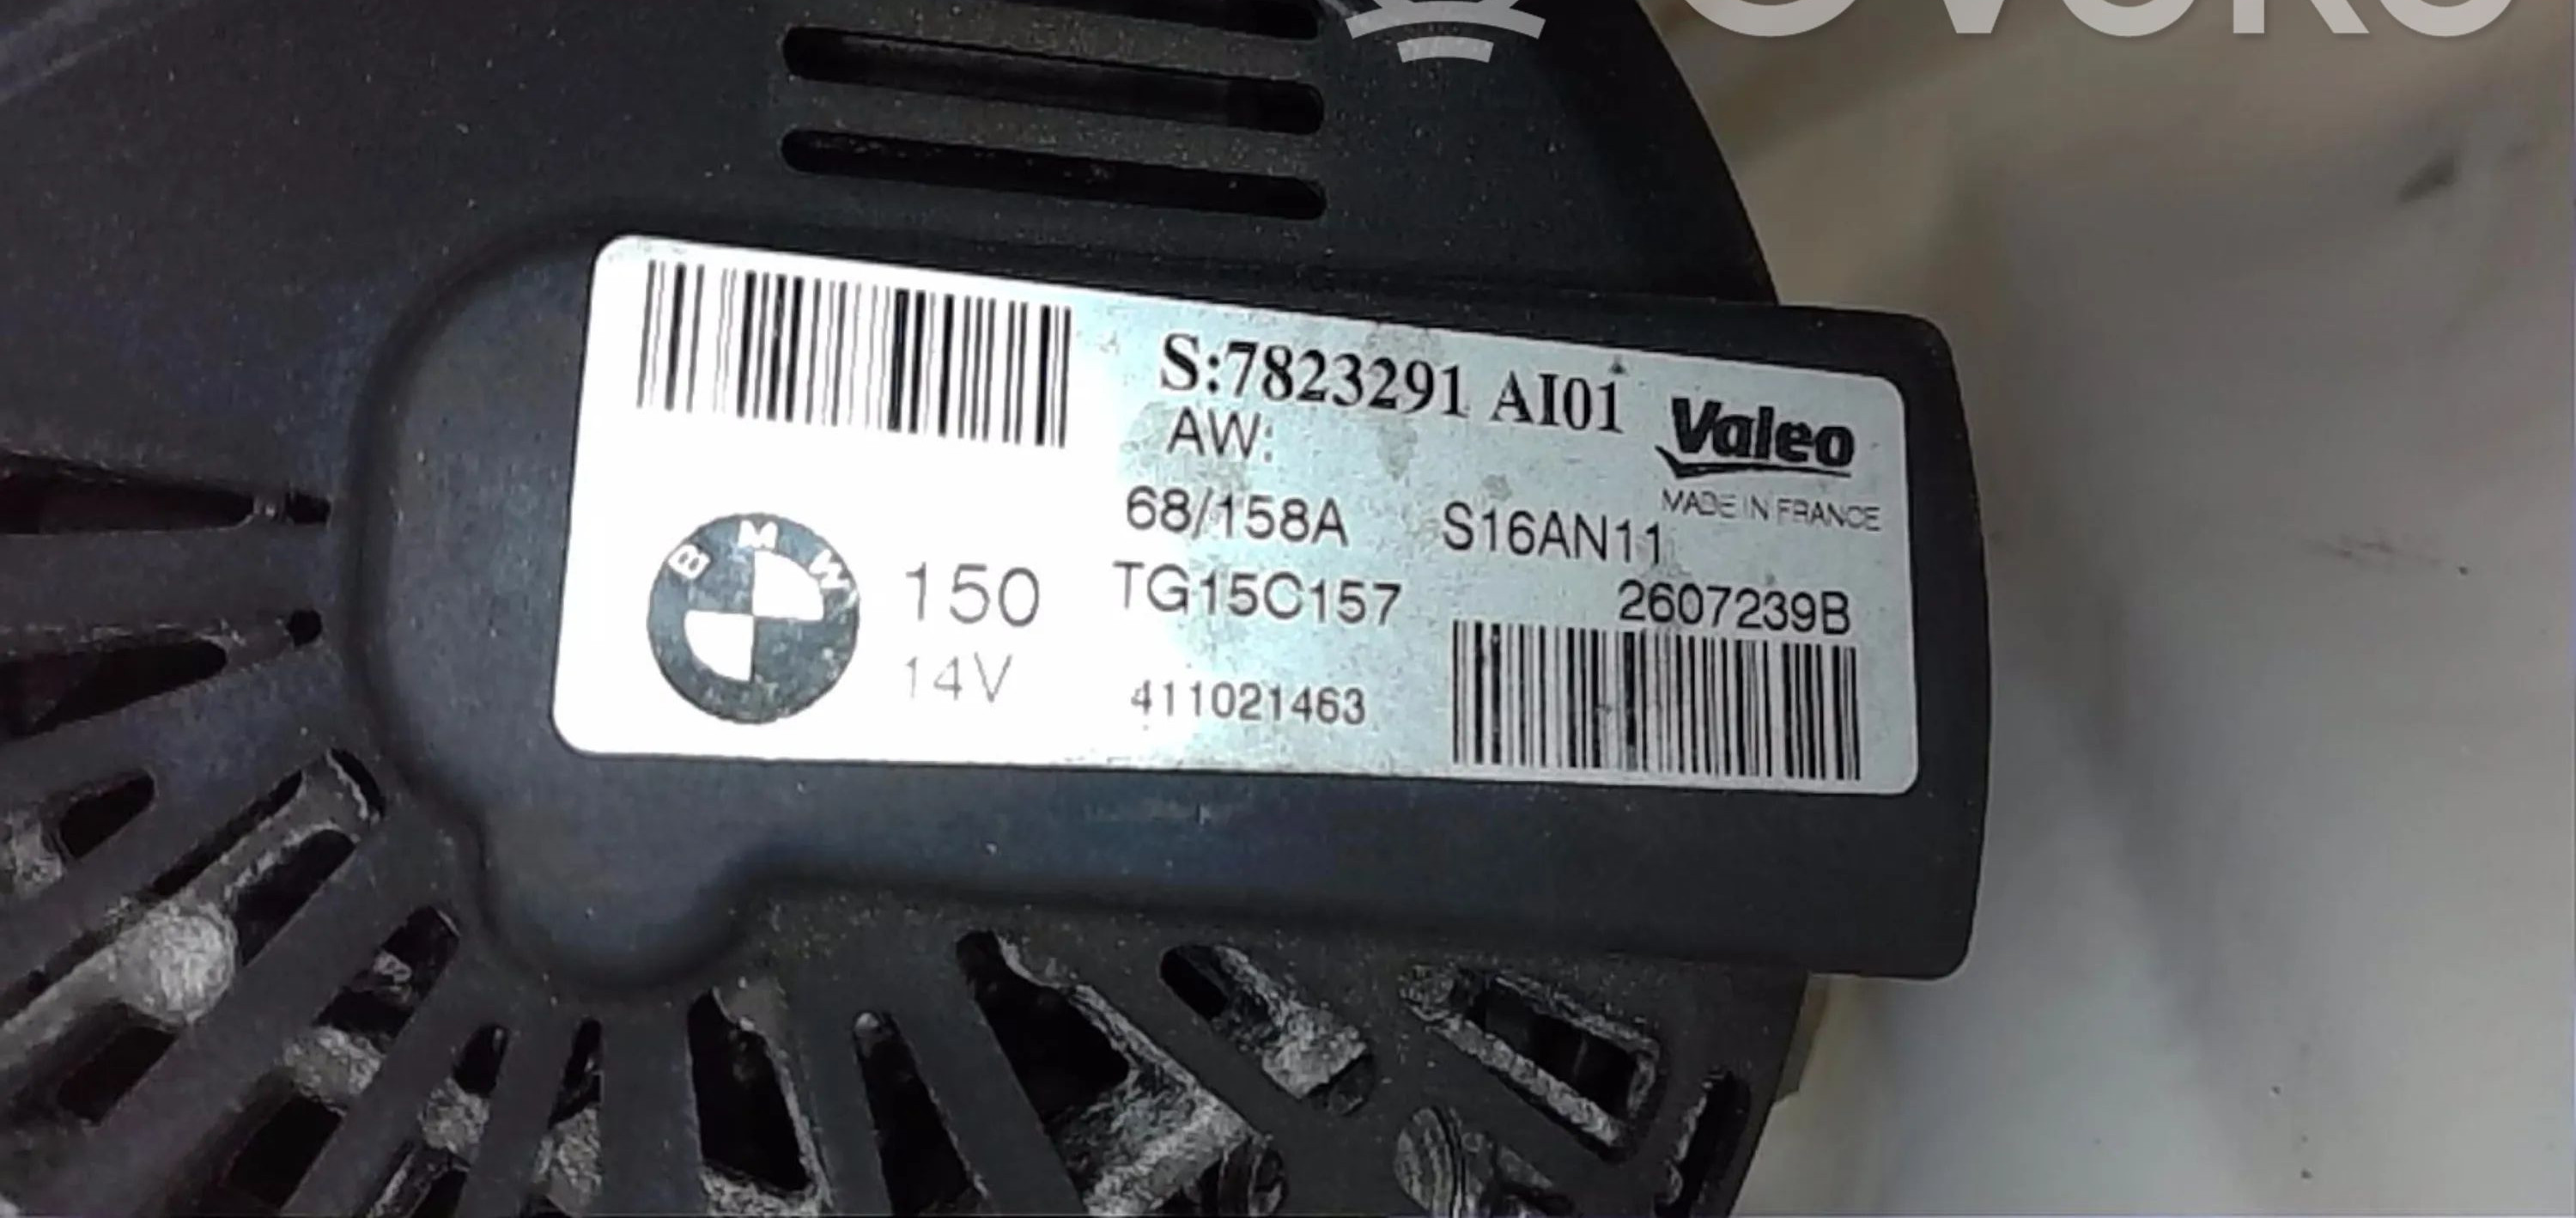 S:7823291 AI01
AW:
Valeo
MADE IN FRANCE
68/158A S16AN11
BMW
150
TG15C157
2607239B
14V
411021463